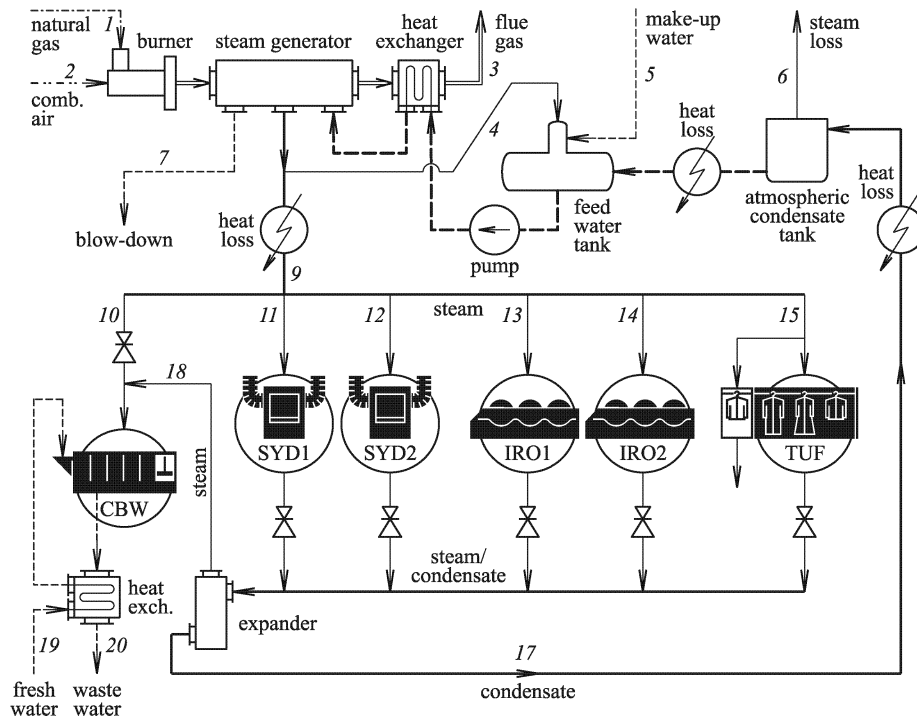 natural
gas
1
burner
steam generator
heat
exchanger
flue
gas
3
make-up
water
5
steam
loss
6
2
comb.
air
4
heat
loss
heat
loss
7
blow-down
heat
loss
9
pump
feed
water
tank
atmospheric
condensate
tank
steam
10
11
12
13
14
15
18
steam
CBW
SYD1
SYD2
IRO1
IRO2
TUF
steam/
condensate
heat
exch.
expander
19
20
17
condensate
fresh
water
waste
water